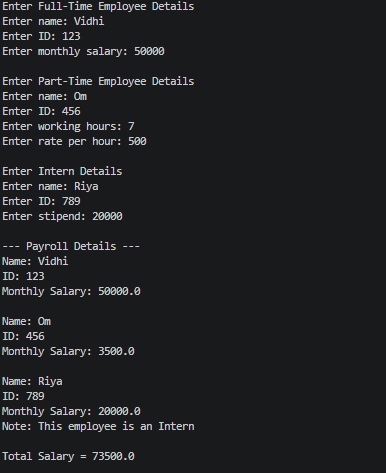 Enter Full-Time Employee Details
Enter name: Vidhi
Enter ID: 123
Enter monthly salary: 50000
Enter Part-Time Employee Details
Enter name: Om
Enter ID: 456
Enter working hours: 7
Enter rate per hour: 500
Enter Intern Details
Enter name: Riya
Enter ID: 789
Enter stipend: 20000
--- Payroll Details ---
Name: Vidhi
ID: 123
Monthly Salary: 50000.0
Name: Om
ID: 456
Monthly Salary: 3500.0
Name: Riya
ID: 789
Monthly Salary: 20000.0
Note: This employee is an Intern
Total Salary = 73500.0